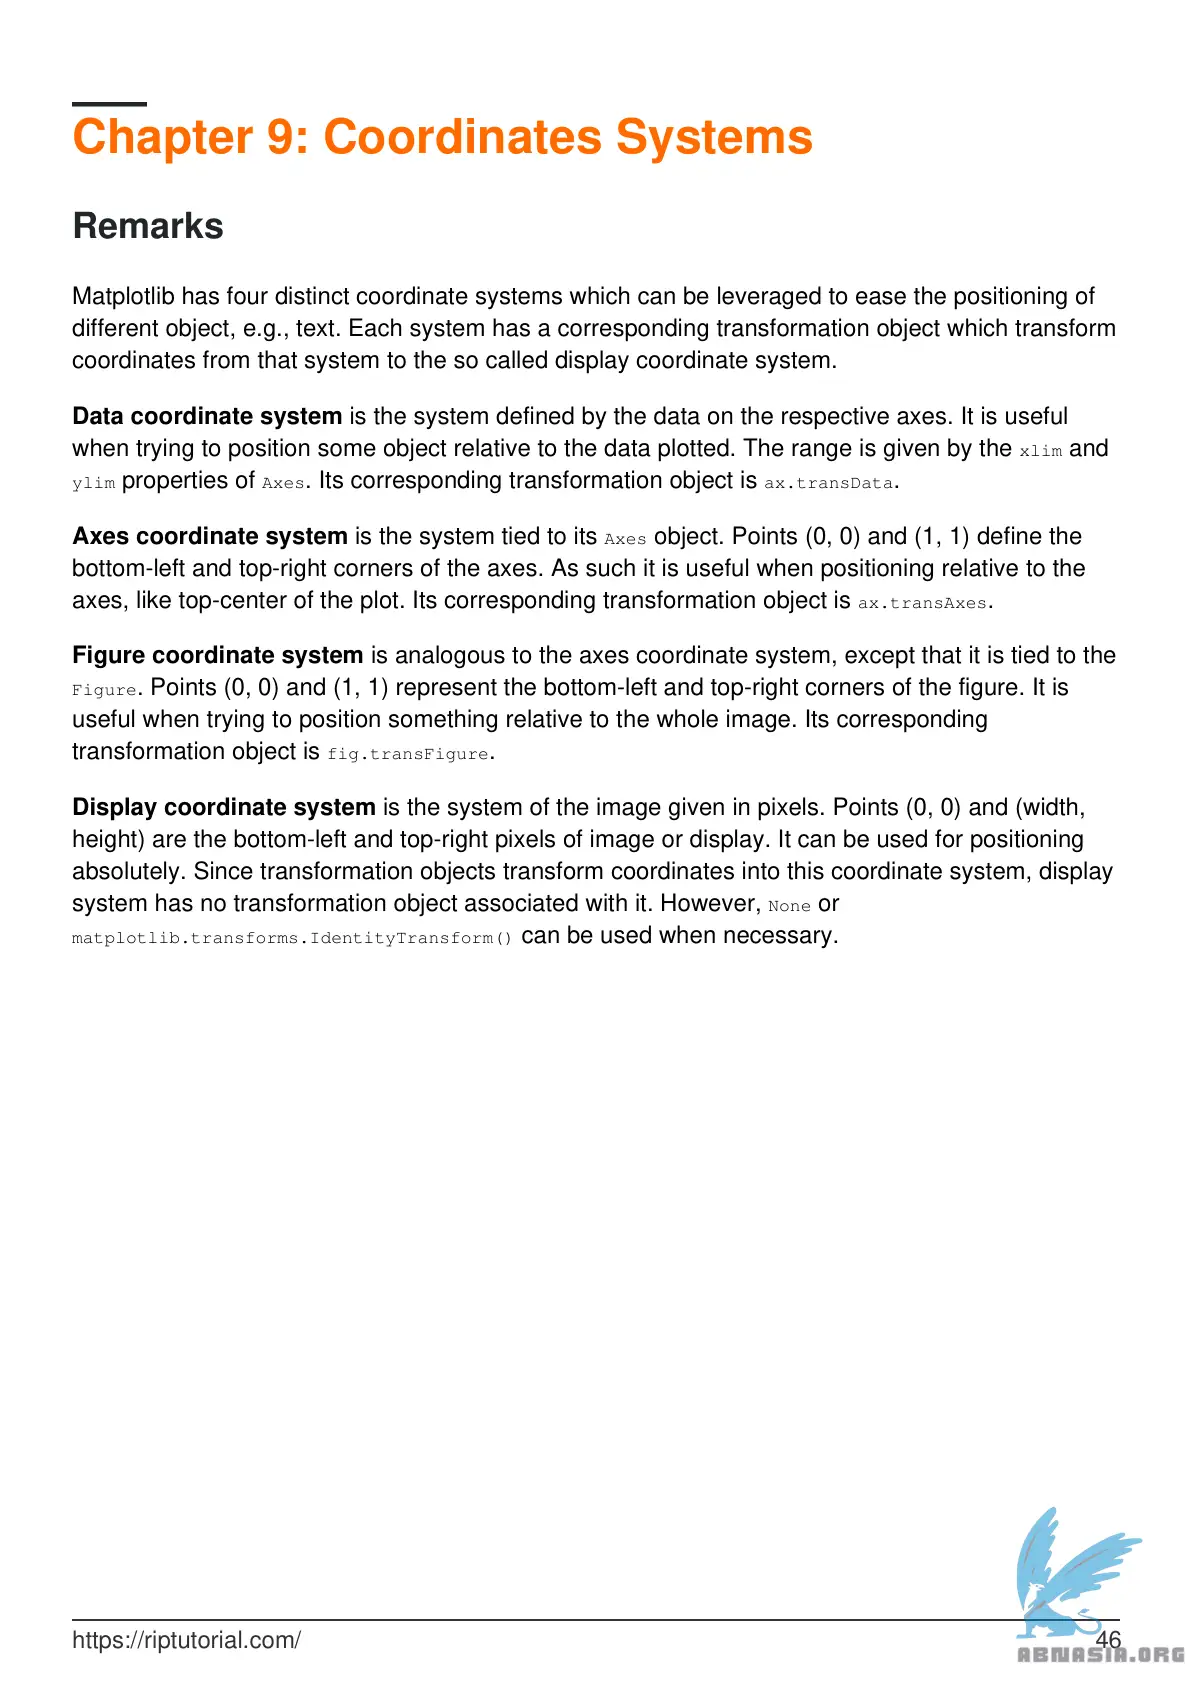 Chapter 9: Coordinates Systems
Remarks
Matplotlib has four distinct coordinate systems which can be leveraged to ease the positioning of
different object, e.g., text. Each system has a corresponding transformation object which transform
coordinates from that system to the so called display coordinate system.
Data coordinate system is the system defined by the data on the respective axes. It is useful
when trying to position some object relative to the data plotted. The range is given by the xlim and
ylim properties of Axes. Its corresponding transformation object is ax.transData.
Axes coordinate system is the system tied to its Axes object. Points (0, 0) and (1, 1) define the
bottom-left and top-right corners of the axes. As such it is useful when positioning relative to the
axes, like top-center of the plot. Its corresponding transformation object is ax.transAxes.
Figure coordinate system is analogous to the axes coordinate system, except that it is tied to the
Figure. Points (0, 0) and (1, 1) represent the bottom-left and top-right corners of the figure. It is
useful when trying to position something relative to the whole image. Its corresponding
transformation object is fig.transFigure.
Display coordinate system is the system of the image given in pixels. Points (0, 0) and (width,
height) are the bottom-left and top-right pixels of image or display. It can be used for positioning
absolutely. Since transformation objects transform coordinates into this coordinate system, display
system has no transformation object associated with it. However, None or
matplotlib.transforms.IdentityTransform() can be used when necessary.
https://riptutorial.com/
46
ABNASIA.ORG